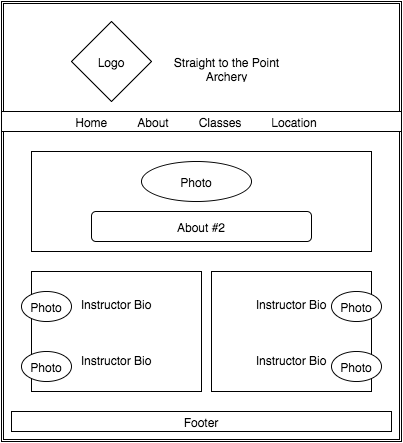 Logo
Straight to the Point
Archery
Home About Classes Location
Photo
About #2
Photo Instructor Bio
Photo Instructor Bio
Instructor Bio Photo
Instructor Bio Photo
Footer